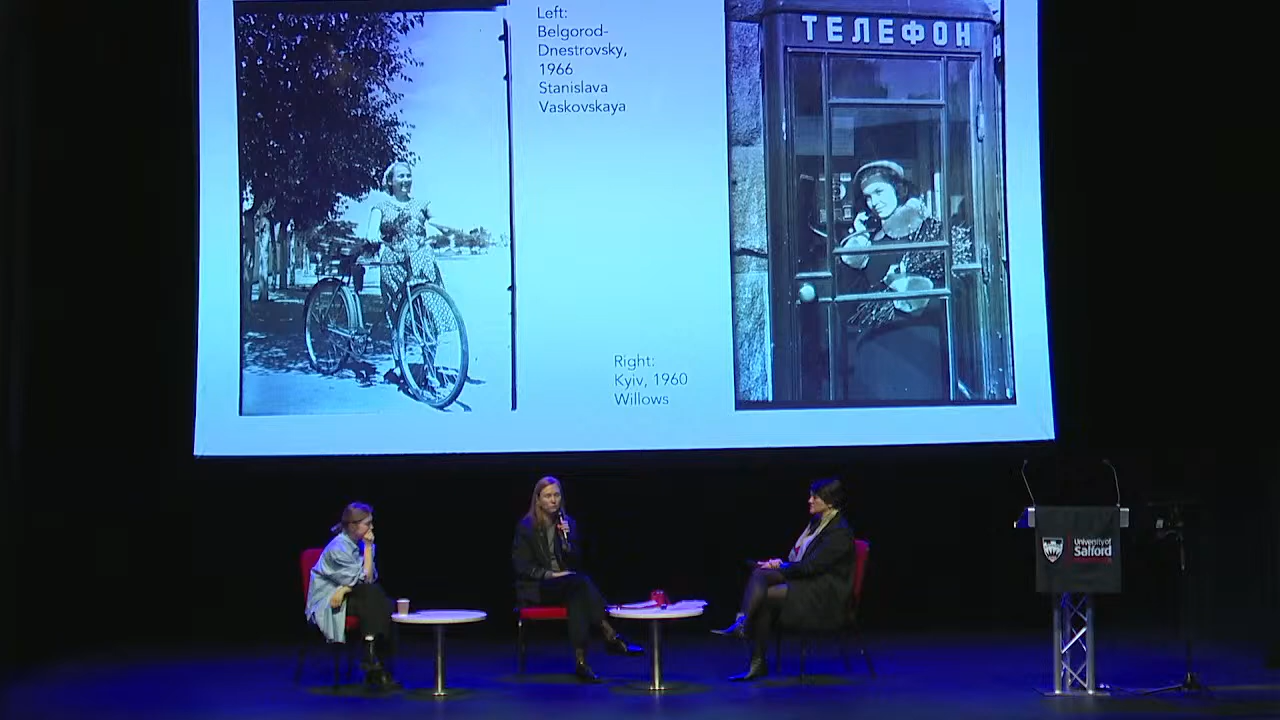 Left:
Belgorod-
Dnestrovsky,
1966
Stanislava
Vaskovskaya
ТЕЛЕФОН
Right:
Kyiv, 1960
Willows
University of
Salford